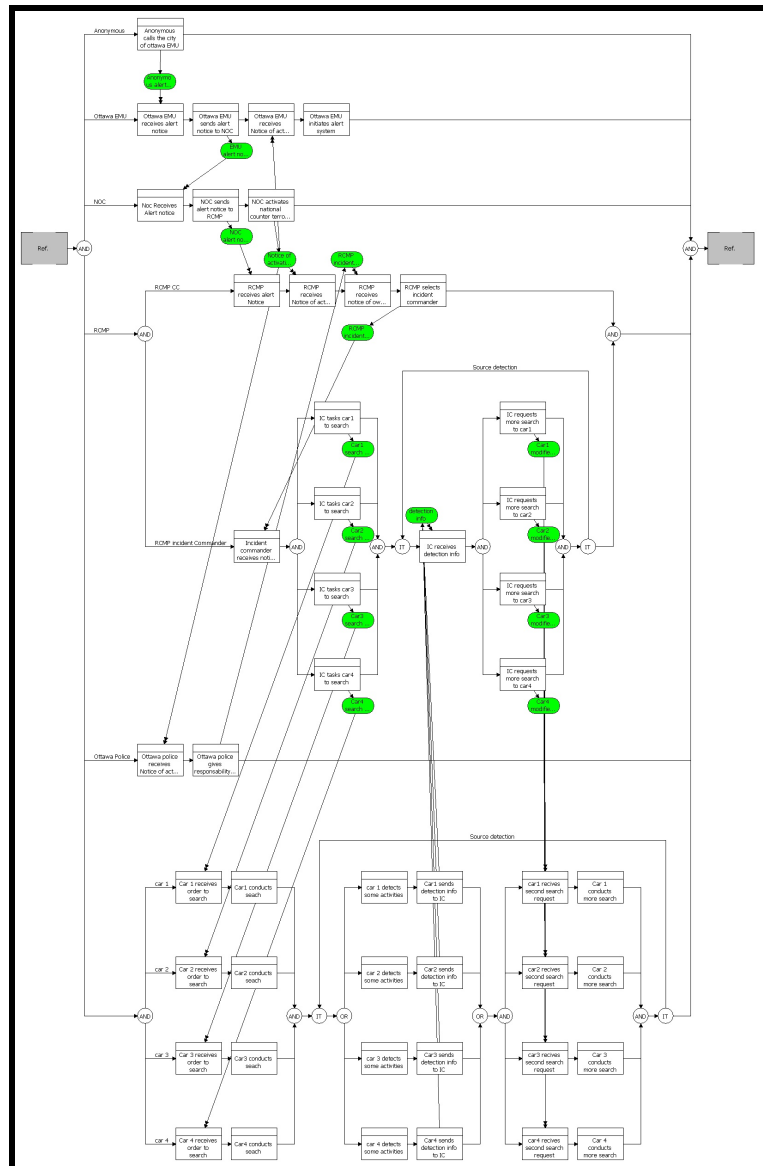 Anonymous
Anonymous
calls the city
of ottawa EMU
Anonymo
us alert...
Ottawa EMU
Ottawa EMU
receives alert
notice
Ottawa EMU
sends alert
notice to NOC
Ottawa EMU
receives
Notice of act...
Ottawa EMU
initiates alert
system
EMU
alert no...
NOC
Noc Receives
Alert notice
NOC sends
alert notice to
RCMP
NOC activates
national
counter terro...
Ref.
AND
NOC
alert no...
Notice of
activati...
RCMP
incident...
AND
Ref.
RCMP CC
RCMP
receives alert
Notice
RCMP
receives
Notice of act...
RCMP
receives
notice of ow...
RCMP selects
incident
commander
RCMP
AND
RCMP
incident...
AND
Source detection
IC tasks car1
to search
Car1
search ...
IC requests
more search
to car1
Car1
modifie...
IC tasks car2
to search
Car2
search ...
detection
info
IC requests
more search
to car2
Car2
modifie...
RCMP incident Commander
Incident
commander
receives noti...
AND
AND
IT
IC receives
detection info
AND
AND
IT
IC tasks car3
to search
Car3
search ...
IC requests
more search
to car3
Car3
modifie...
IC tasks car4
to search
Car4
search ...
IC requests
more search
to car4
Car4
modifie...
Ottawa Police
Ottawa police
receives
Notice of act...
Ottawa police
gives
responsability...
Source detection
car 1
Car 1 receives
order to
search
Car1 conducts
seach
car 1 detects
some activities
Car1 sends
detection info
to IC
car1 recives
second search
request
Car 1
conducts
more search
car 2
Car 2 receives
order to
search
Car2 conducts
seach
car 2 detects
some activities
Car2 sends
detection info
to IC
car2 recives
second search
request
Car 2
conducts
more search
AND
AND
IT
OR
OR
AND
AND
IT
car 3
Car 3 receives
order to
search
Car3 conducts
seach
car 3 detects
some activities
Car3 sends
detection info
to IC
car3 recives
second search
request
Car 3
conducts
more search
car 4
Car 4 receives
order to
search
Car4 conducts
seach
car 4 detects
some activities
Car4 sends
detection info
to IC
car4 recives
second search
request
Car 4
conducts
more search